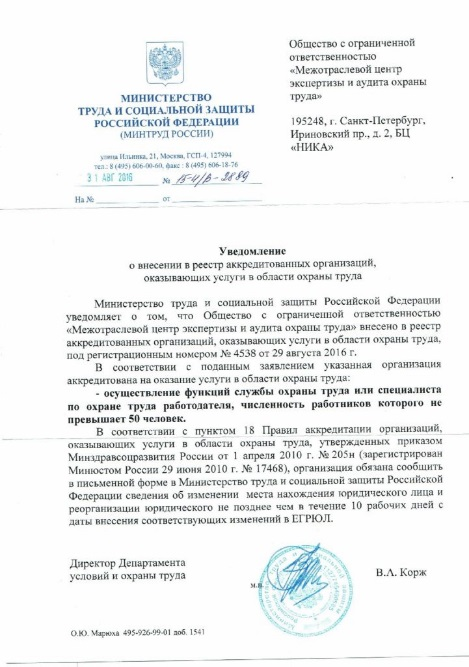 МИНИСТЕРСТВО
ТРУДА И СОЦИАЛЬНОЙ ЗАЩИТЫ
РОССИЙСКОЙ ФЕДЕРАЦИИ
(МИНТРУД РОССИИ)
улица Ильинка, 21, Москва, ГСП-4, 127994
тел.: 8 (495) 606-00-60, факс : 8 (495) 606-18-76
31 АВГ 2016 № 15-4/В-2889
На № от
Общество с ограниченной
ответственностью
«Межотраслевой центр
экспертизы и аудита охраны
труда»
195248, г. Санкт-Петербург,
Ириновский пр., д. 2, БЦ
«НИКА»
Уведомление
о внесении в реестр аккредитованных организаций,
оказывающих услуги в области охраны труда
Министерство труда и социальной защиты Российской Федерации
уведомляет о том, что Общество с ограниченной ответственностью
«Межотраслевой центр экспертизы и аудита охраны труда» внесено в реестр
аккредитованных организаций, оказывающих услуги в области охраны труда,
под регистрационным номером № 4538 от 29 августа 2016 г.
В соответствии с поданным заявлением указанная организация
аккредитована на оказание услуги в области охраны труда:
- осуществление функций службы охраны труда или специалиста
по охране труда работодателя, численность работников которого не
превышает 50 человек.
В соответствии с пунктом 18 Правил аккредитации организаций,
оказывающих услуги в области охраны труда, утвержденных приказом
Минздравсоцразвития России от 1 апреля 2010 г. № 205н (зарегистрирован
Минюстом России 29 июня 2010 г. № 17468), организация обязана сообщить
в письменной форме в Министерство труда и социальной защиты Российской
Федерации сведения об изменении места нахождения юридического лица и
реорганизации юридического не позднее чем в течение 10 рабочих дней с
даты внесения соответствующих изменений в ЕГРЮЛ.
Директор Департамента
условий и охраны труда
м.п.
В.А. Корж
О.Ю. Марюха 495-926-99-01 доб. 1541